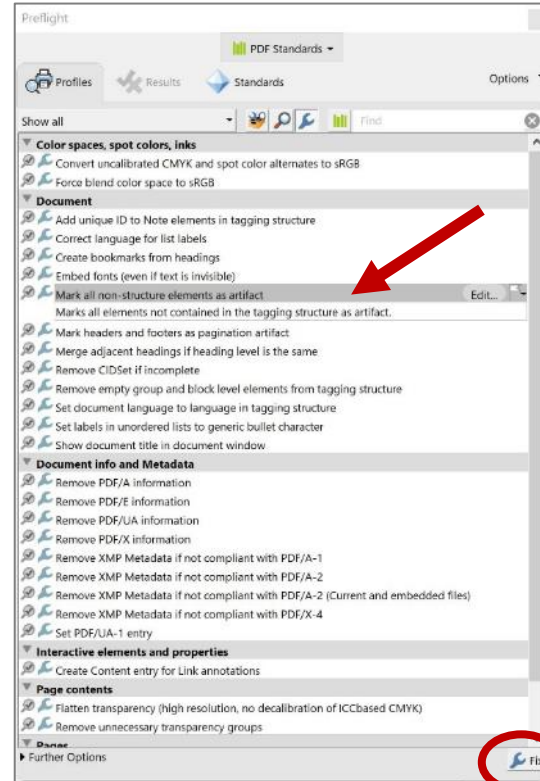 Preflight
PDF Standards
Profiles Results Standards Options
Show all Find
Color spaces, spot colors, inks
Convert uncalibrated CMYK and spot color alternates to sRGB
Force blend color space to sRGB
Document
Add unique ID to Note elements in tagging structure
Correct language for list labels
Create bookmarks from headings
Embed fonts (even if text is invisible)
Mark all non-structure elements as artifact Edit...
Marks all elements not contained in the tagging structure as artifact.
Mark headers and footers as pagination artifact
Merge adjacent headings if heading level is the same
Remove CIDSet if incomplete
Remove empty group and block level elements from tagging structure
Set document language to language in tagging structure
Set labels in unordered lists to generic bullet character
Show document title in document window
Document info and Metadata
Remove PDF/A information
Remove PDF/E information
Remove PDF/UA information
Remove PDF/X information
Remove XMP Metadata if not compliant with PDF/A-1
Remove XMP Metadata if not compliant with PDF/A-2
Remove XMP Metadata if not compliant with PDF/A-2 (Current and embedded files)
Remove XMP Metadata if not compliant with PDF/X-4
Set PDF/UA-1 entry
Interactive elements and properties
Create Content entry for Link annotations
Page contents
Flatten transparency (high resolution, no decalibration of ICCbased CMYK)
Remove unnecessary transparency groups
Pages
Further Options